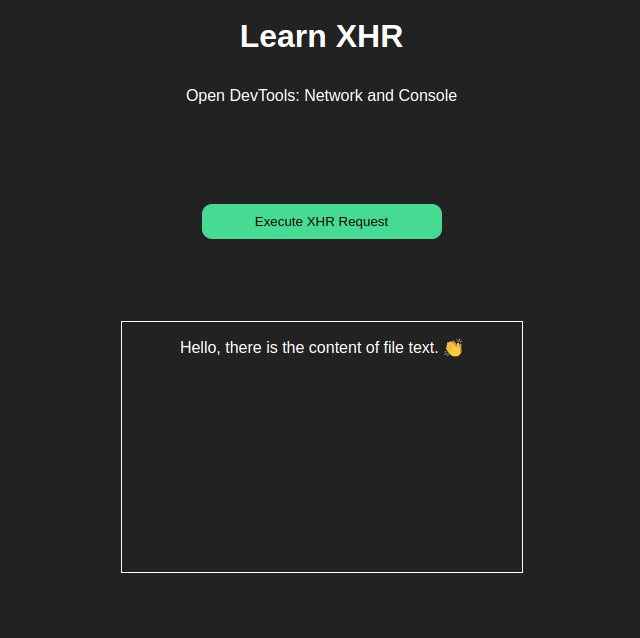 Learn XHR
Open DevTools: Network and Console
Execute XHR Request
Hello, there is the content of file text. 👏